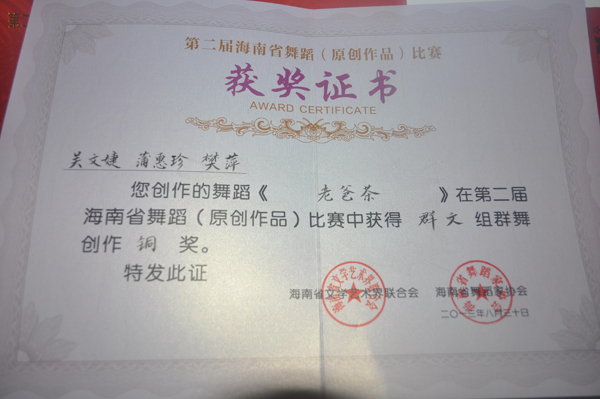 第二届海南省舞蹈（原创作品）比赛
获奖证书
AWARD CERTIFICATE
吴文婕 蒲惠珍 樊萍
您创作的舞蹈《 老爸茶 》在第二届
海南省舞蹈（原创作品）比赛中获得 群文 组群舞
创作 铜 奖。
特发此证
海南省文学艺术界联合会 海南省舞蹈家协会
二〇一三年八月三十日